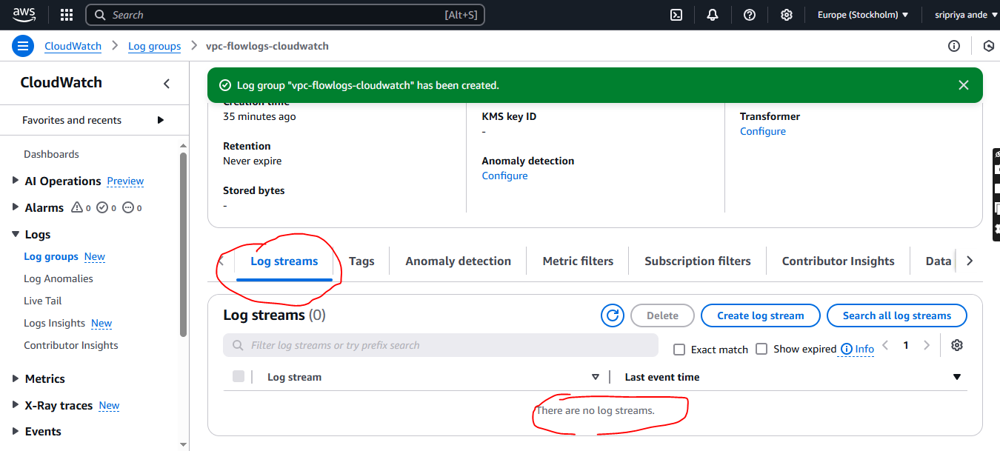 aws
Search [Alt+S] Europe (Stockholm) sripriya ande
CloudWatch Log groups vpc-flowlogs-cloudwatch
CloudWatch
Favorites and recents
Dashboards
AI Operations Preview
Alarms 0 0 0
Logs
Log groups New
Log Anomalies
Live Tail
Logs Insights New
Contributor Insights
Metrics
X-Ray traces New
Events
Log group "vpc-flowlogs-cloudwatch" has been created.
Creation time
35 minutes ago
Retention
Never expire
Stored bytes
-
KMS key ID
-
Anomaly detection
Configure
Transformer
Configure
Log streams Tags Anomaly detection Metric filters Subscription filters Contributor Insights Data
Log streams (0) Delete Create log stream Search all log streams
Filter log streams or try prefix search Exact match Show expired Info 1
Log stream Last event time
There are no log streams.